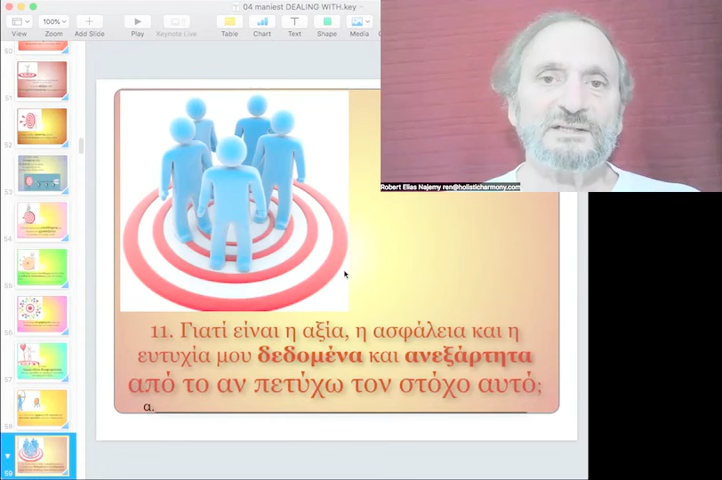 04 maniest DEALING WITH.key
100%
View
Zoom
Add Slide
Play
Keynote Live
Table
Chart
Text
Shape
Media
Robert Elias Najemy ren@holisticharmony.com
50
51
52
53
54
55
56
57
58
59
11. Γιατί είναι η αξία, η ασφάλεια και η
ευτυχία μου δεδομένα και ανεξάρτητα
από το αν πετύχω τον στόχο αυτό;
α.